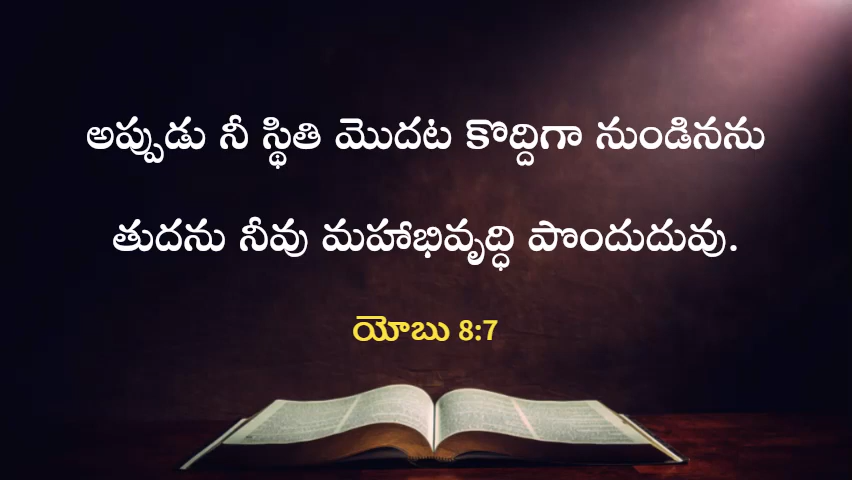 అప్పుడు నీ స్థితి మొదట కొద్దిగా నుండినను
తుదను నీవు మహాభివృద్ధి పొందుదువు.
యోబు 8:7